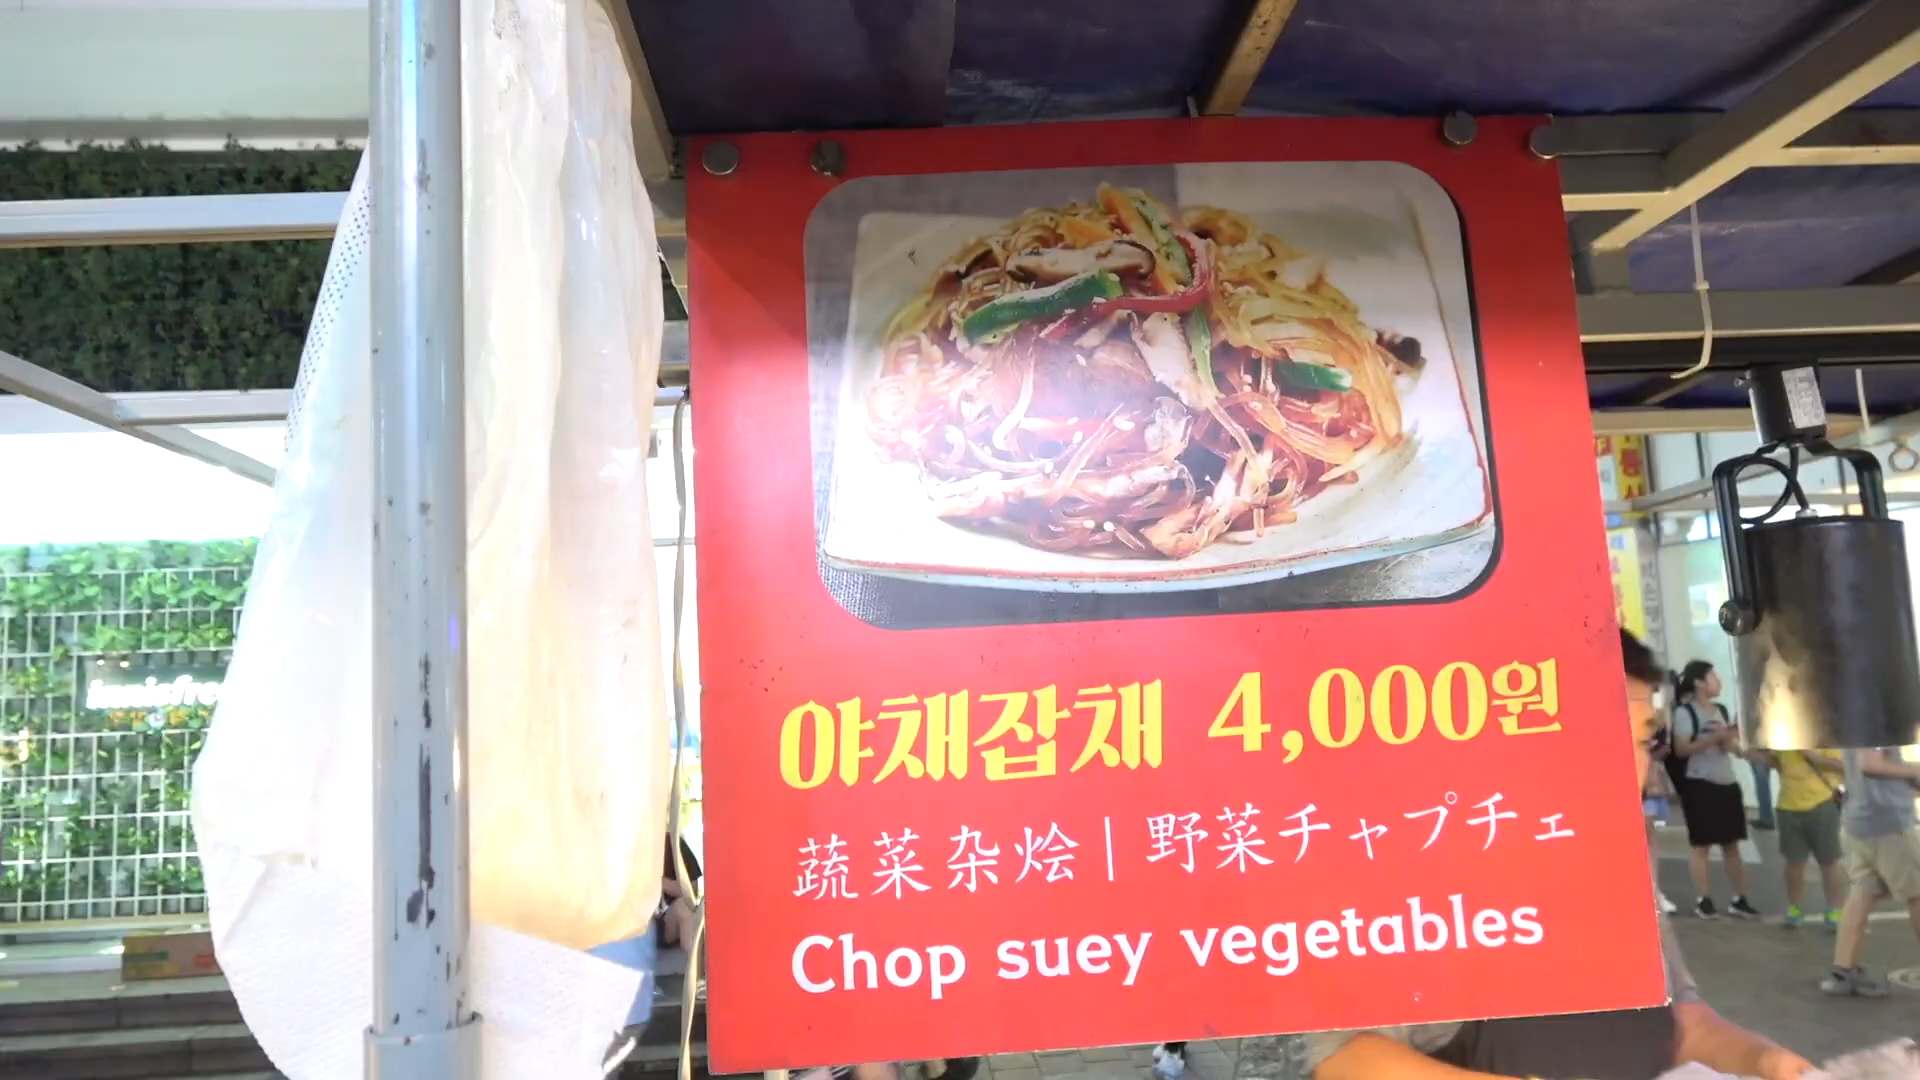 야채잡채 4,000원
蔬菜杂烩 | 野菜チャプチェ
Chop suey vegetables